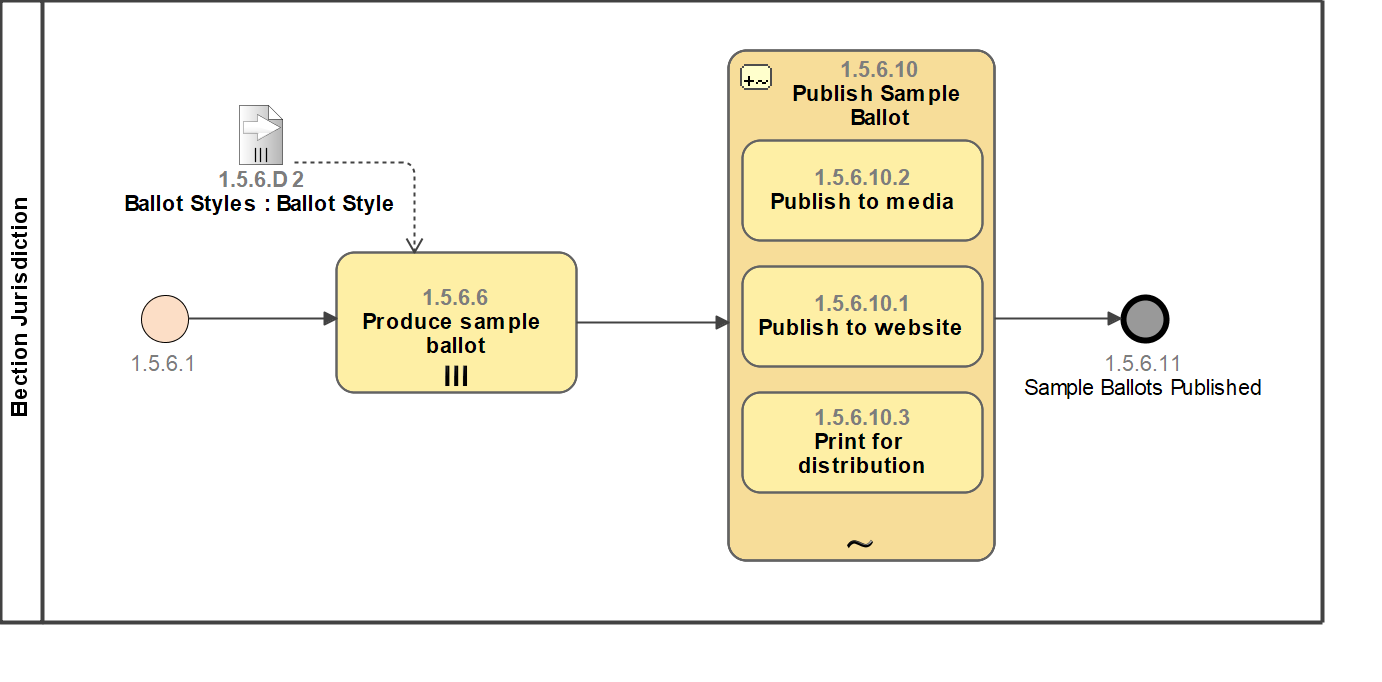 Election Jurisdiction
1.5.6.D 2
Ballot Styles : Ballot Style
1.5.6.1
1.5.6.6
Produce sample
ballot
1.5.6.10
Publish Sample
Ballot
1.5.6.10.2
Publish to media
1.5.6.10.1
Publish to website
1.5.6.10.3
Print for
distribution
1.5.6.11
Sample Ballots Published